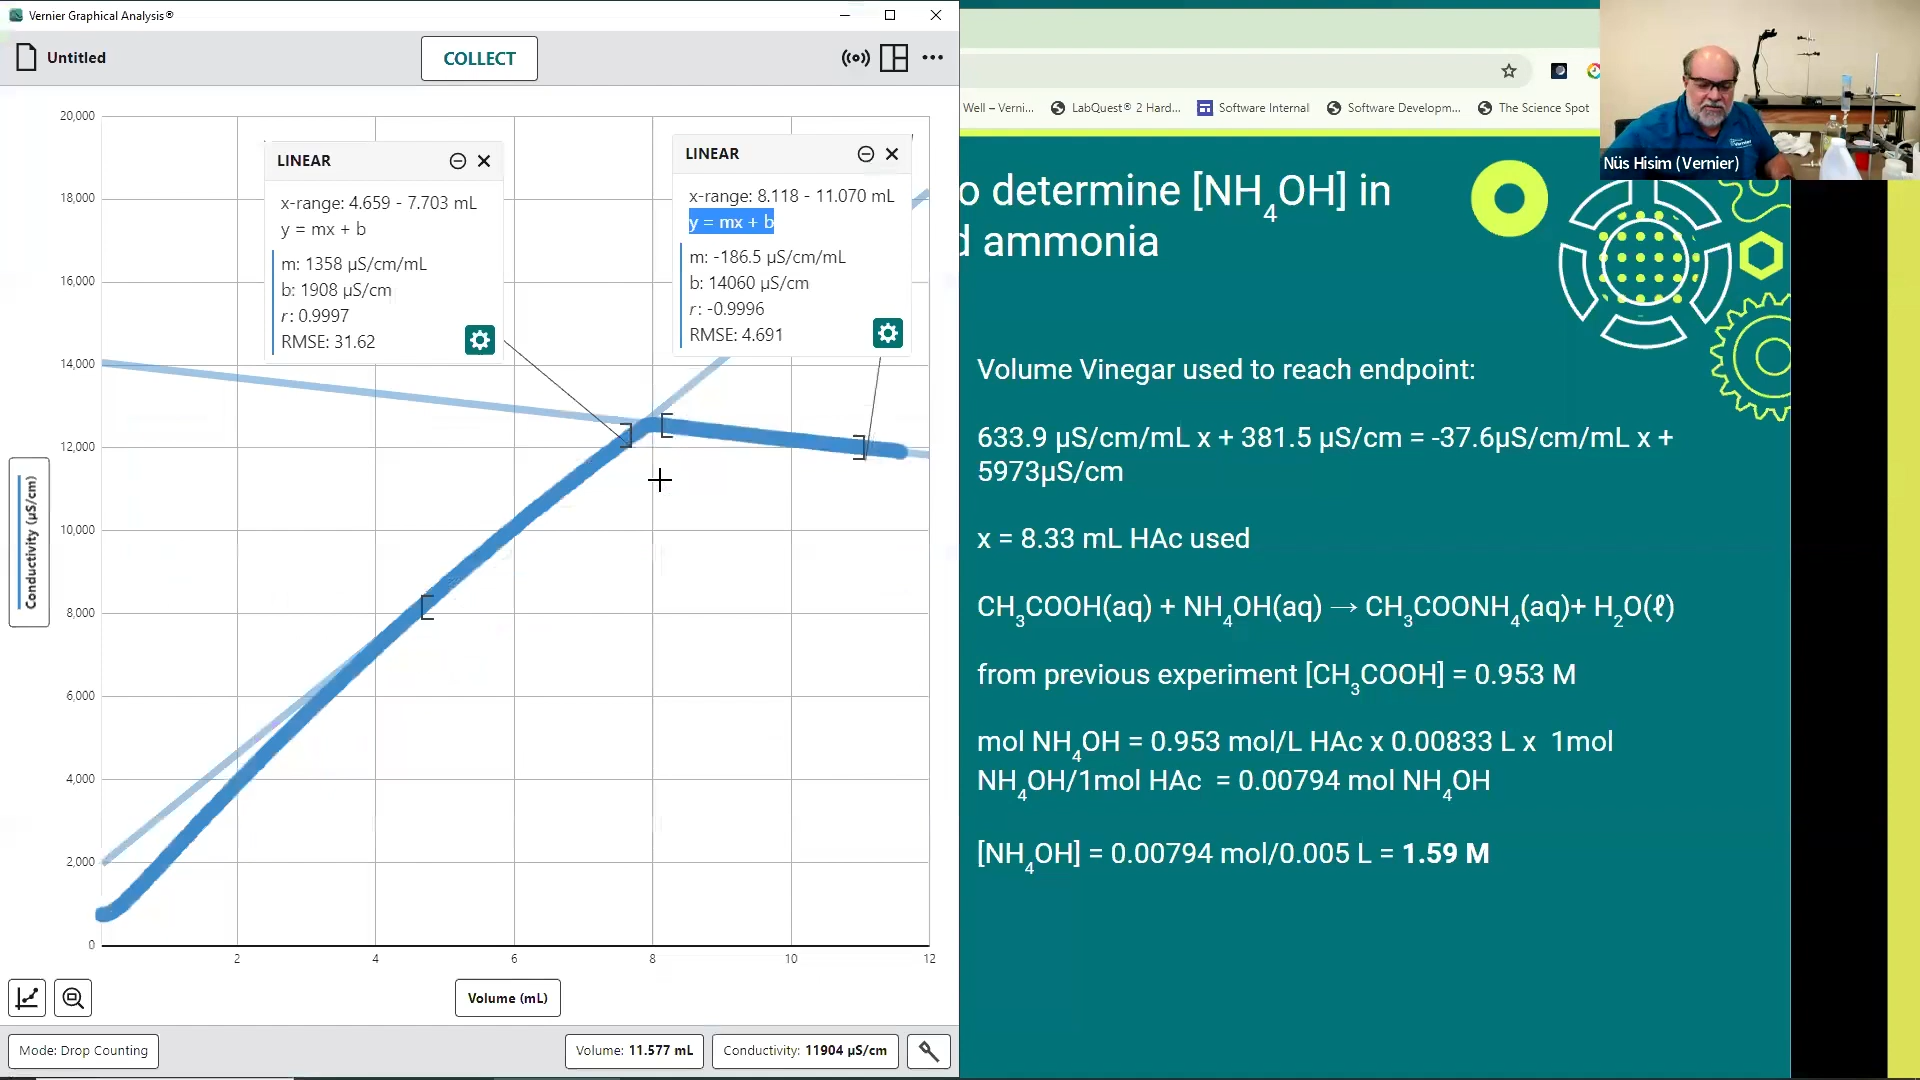 Vernier Graphical Analysis®
Untitled
COLLECT
20,000
18,000
16,000
14,000
12,000
10,000
8,000
6,000
4,000
2,000
0
Conductivity (µS/cm)
LINEAR
x-range: 4.659 - 7.703 mL
y = mx + b
m: 1358 µS/cm/mL
b: 1908 µS/cm
r: 0.9997
RMSE: 31.62
LINEAR
x-range: 8.118 - 11.070 mL
y = mx + b
m: -186.5 µS/cm/mL
b: 14060 µS/cm
r: -0.9996
RMSE: 4.691
2 4 6 8 10 12
Volume (mL)
Mode: Drop Counting
Volume: 11.577 mL
Conductivity: 11904 µS/cm
Well – Verni... LabQuest® 2 Hard... Software Internal Software Developm... The Science Spot
Nüs Hisim (Vernier)
o determine [NH₄OH] in
d ammonia
Volume Vinegar used to reach endpoint:
633.9 µS/cm/mL x + 381.5 µS/cm = -37.6µS/cm/mL x +
5973µS/cm
x = 8.33 mL HAc used
CH₃COOH(aq) + NH₄OH(aq) → CH₃COONH₄(aq)+ H₂O(ℓ)
from previous experiment [CH₃COOH] = 0.953 M
mol NH₄OH = 0.953 mol/L HAc x 0.00833 L x 1mol
NH₄OH/1mol HAc = 0.00794 mol NH₄OH
[NH₄OH] = 0.00794 mol/0.005 L = 1.59 M